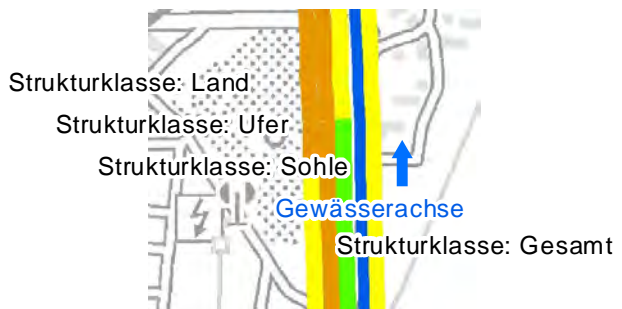 Strukturklasse: Land
Strukturklasse: Ufer
Strukturklasse: Sohle
Gewässerachse
Strukturklasse: Gesamt